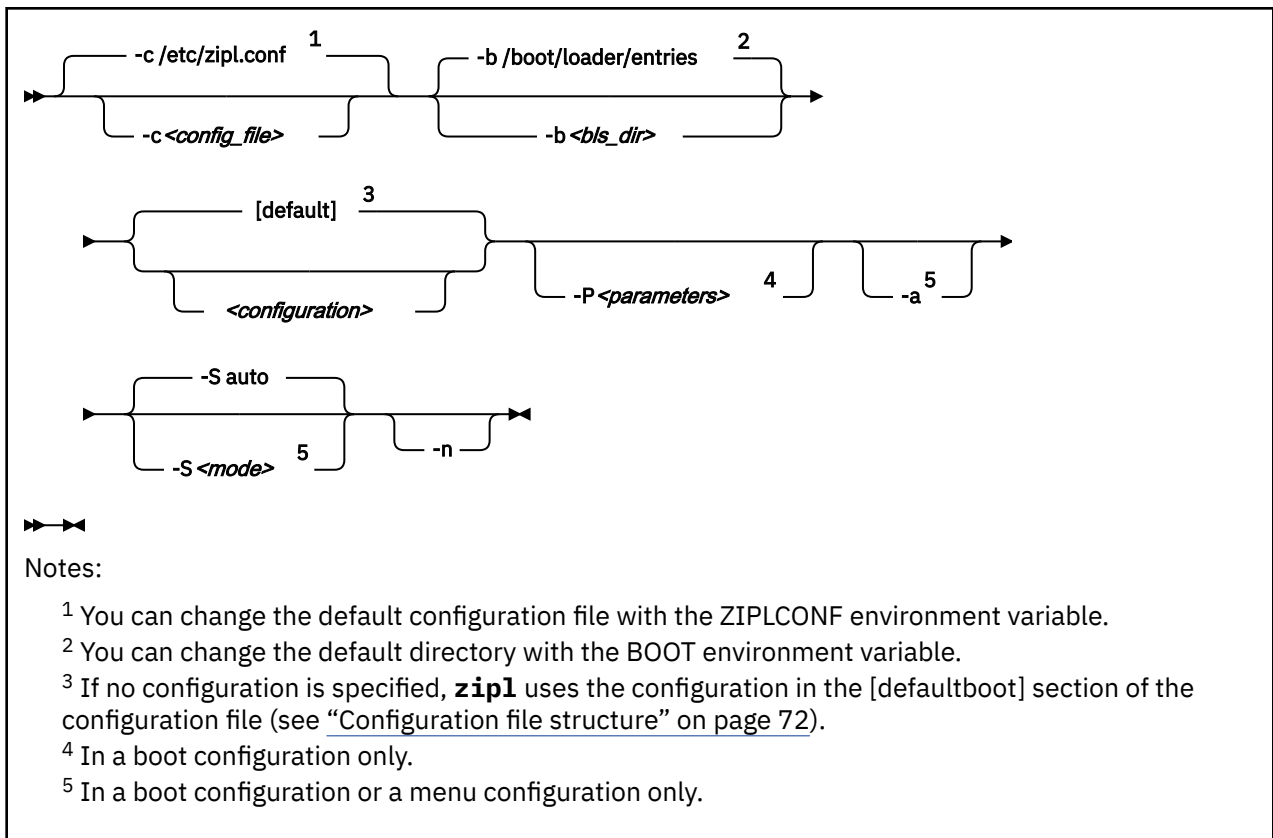 -c /etc/zipl.conf 1 -b /boot/loader/entries 2
-c <config_file> -b <bls_dir>
[default] 3
<configuration> -P <parameters> 4 -a 5
-S auto
-S <mode> 5 -n
Notes:
1 You can change the default configuration file with the ZIPLCONF environment variable.
2 You can change the default directory with the BOOT environment variable.
3 If no configuration is specified, zipl uses the configuration in the [defaultboot] section of the
configuration file (see “Configuration file structure” on page 72).
4 In a boot configuration only.
5 In a boot configuration or a menu configuration only.